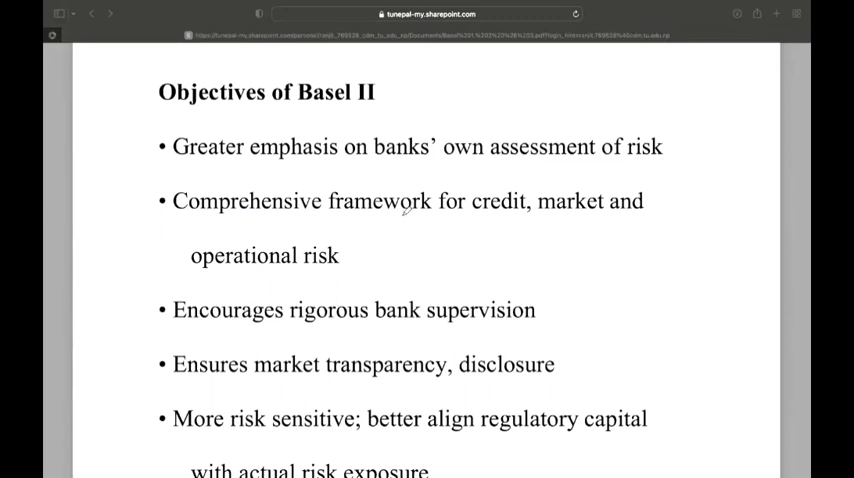 tunepal-my.sharepoint.com
Objectives of Basel II
• Greater emphasis on banks’ own assessment of risk
• Comprehensive framework for credit, market and
operational risk
• Encourages rigorous bank supervision
• Ensures market transparency, disclosure
• More risk sensitive; better align regulatory capital
with actual risk exposure